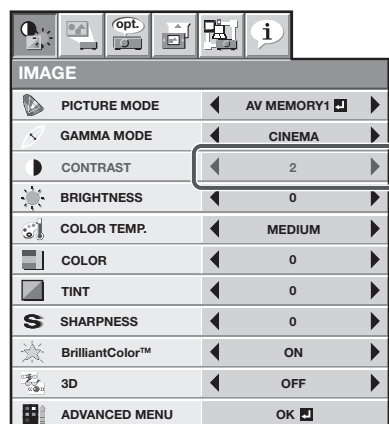 opt.
i
IMAGE
PICTURE MODE AV MEMORY1
GAMMA MODE CINEMA
CONTRAST 2
BRIGHTNESS 0
COLOR TEMP. MEDIUM
COLOR 0
TINT 0
S SHARPNESS 0
BrilliantColor™ ON
3D OFF
ADVANCED MENU OK